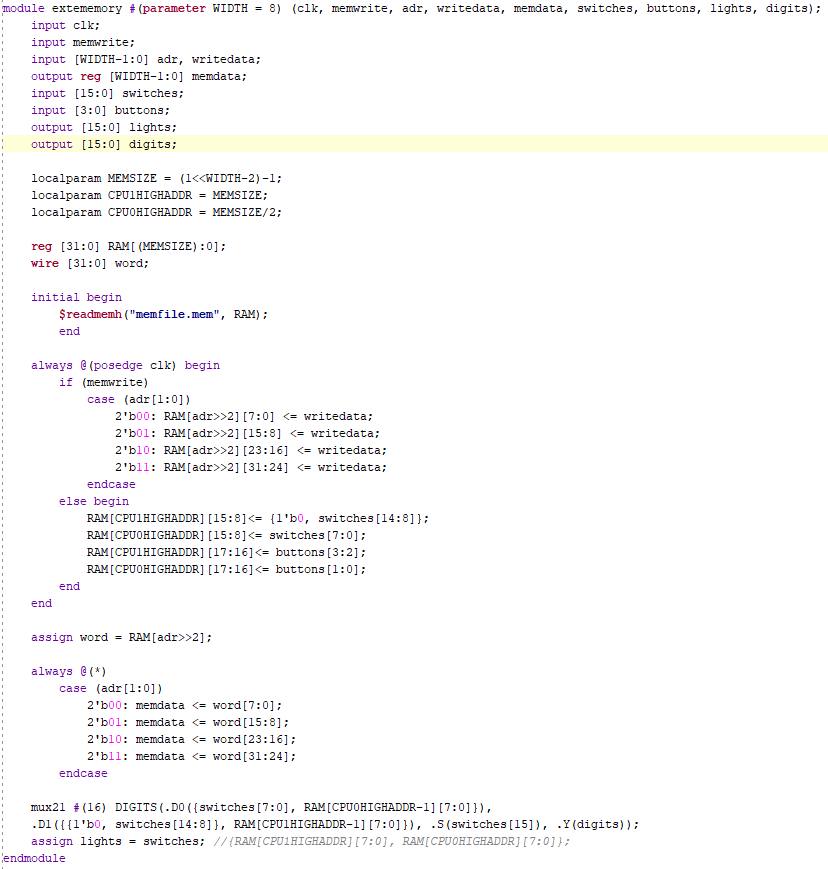 module extememory #(parameter WIDTH = 8) (clk, memwrite, adr, writedata, memdata, switches, buttons, lights, digits);
    input clk;
    input memwrite;
    input [WIDTH-1:0] adr, writedata;
    output reg [WIDTH-1:0] memdata;
    input [15:0] switches;
    input [3:0] buttons;
    output [15:0] lights;
    output [15:0] digits;

    localparam MEMSIZE = (1<<WIDTH-2)-1;
    localparam CPU1HIGHADDR = MEMSIZE;
    localparam CPU0HIGHADDR = MEMSIZE/2;

    reg [31:0] RAM[(MEMSIZE):0];
    wire [31:0] word;

    initial begin
        $readmemh("memfile.mem", RAM);
        end

    always @(posedge clk) begin
        if (memwrite)
            case (adr[1:0])
                2'b00: RAM[adr>>2][7:0] <= writedata;
                2'b01: RAM[adr>>2][15:8] <= writedata;
                2'b10: RAM[adr>>2][23:16] <= writedata;
                2'b11: RAM[adr>>2][31:24] <= writedata;
            endcase
        else begin
            RAM[CPU1HIGHADDR][15:8]<= {1'b0, switches[14:8]};
            RAM[CPU0HIGHADDR][15:8]<= switches[7:0];
            RAM[CPU1HIGHADDR][17:16]<= buttons[3:2];
            RAM[CPU0HIGHADDR][17:16]<= buttons[1:0];
        end
    end

    assign word = RAM[adr>>2];

    always @(*)
        case (adr[1:0])
            2'b00: memdata <= word[7:0];
            2'b01: memdata <= word[15:8];
            2'b10: memdata <= word[23:16];
            2'b11: memdata <= word[31:24];
        endcase

    mux21 #(16) DIGITS(.D0({switches[7:0], RAM[CPU0HIGHADDR-1][7:0]}),
    .D1({{1'b0, switches[14:8]}, RAM[CPU1HIGHADDR-1][7:0]}), .S(switches[15]), .Y(digits));
    assign lights = switches; //{RAM[CPU1HIGHADDR][7:0], RAM[CPU0HIGHADDR][7:0]};
endmodule